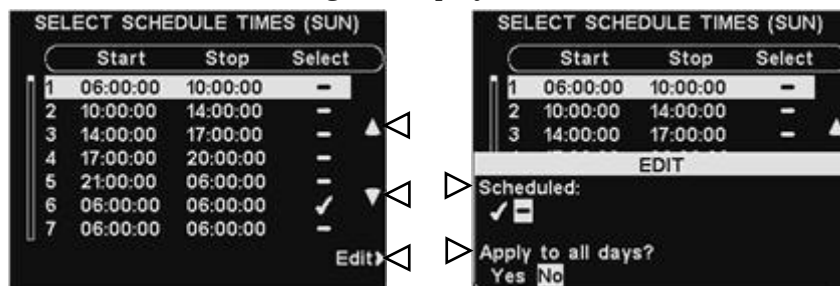 SELECT SCHEDULE TIMES (SUN)
Start Stop Select
1 06:00:00 10:00:00 –
2 10:00:00 14:00:00 –
3 14:00:00 17:00:00 –
4 17:00:00 20:00:00 –
5 21:00:00 06:00:00 –
6 06:00:00 06:00:00 ✓
7 06:00:00 06:00:00 –
Edit
SELECT SCHEDULE TIMES (SUN)
Start Stop Select
1 06:00:00 10:00:00 –
2 10:00:00 14:00:00 –
3 14:00:00 17:00:00 –
EDIT
Scheduled:
✓ –
Apply to all days?
Yes No